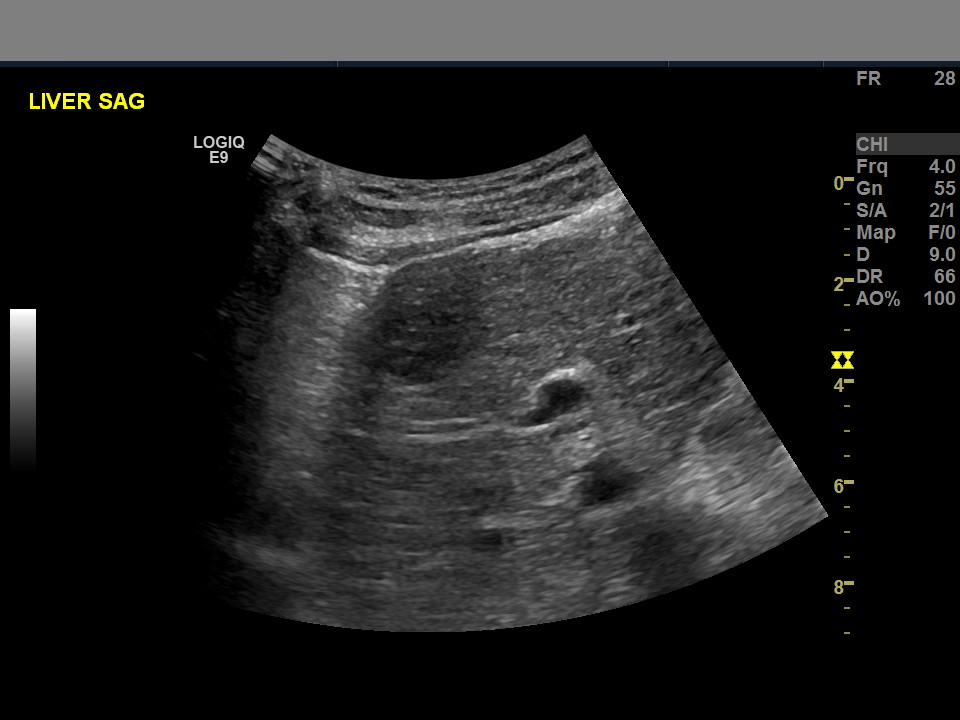 FR 28
LIVER SAG
LOGIQ
E9
CHI
Frq 4.0
Gn 55
S/A 2/1
Map F/0
D 9.0
DR 66
AO% 100
0
2
4
6
8